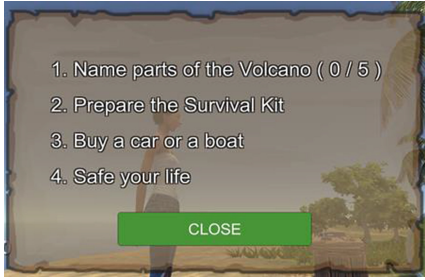 1. Name parts of the Volcano ( 0 / 5 )
2. Prepare the Survival Kit
3. Buy a car or a boat
4. Safe your life
CLOSE